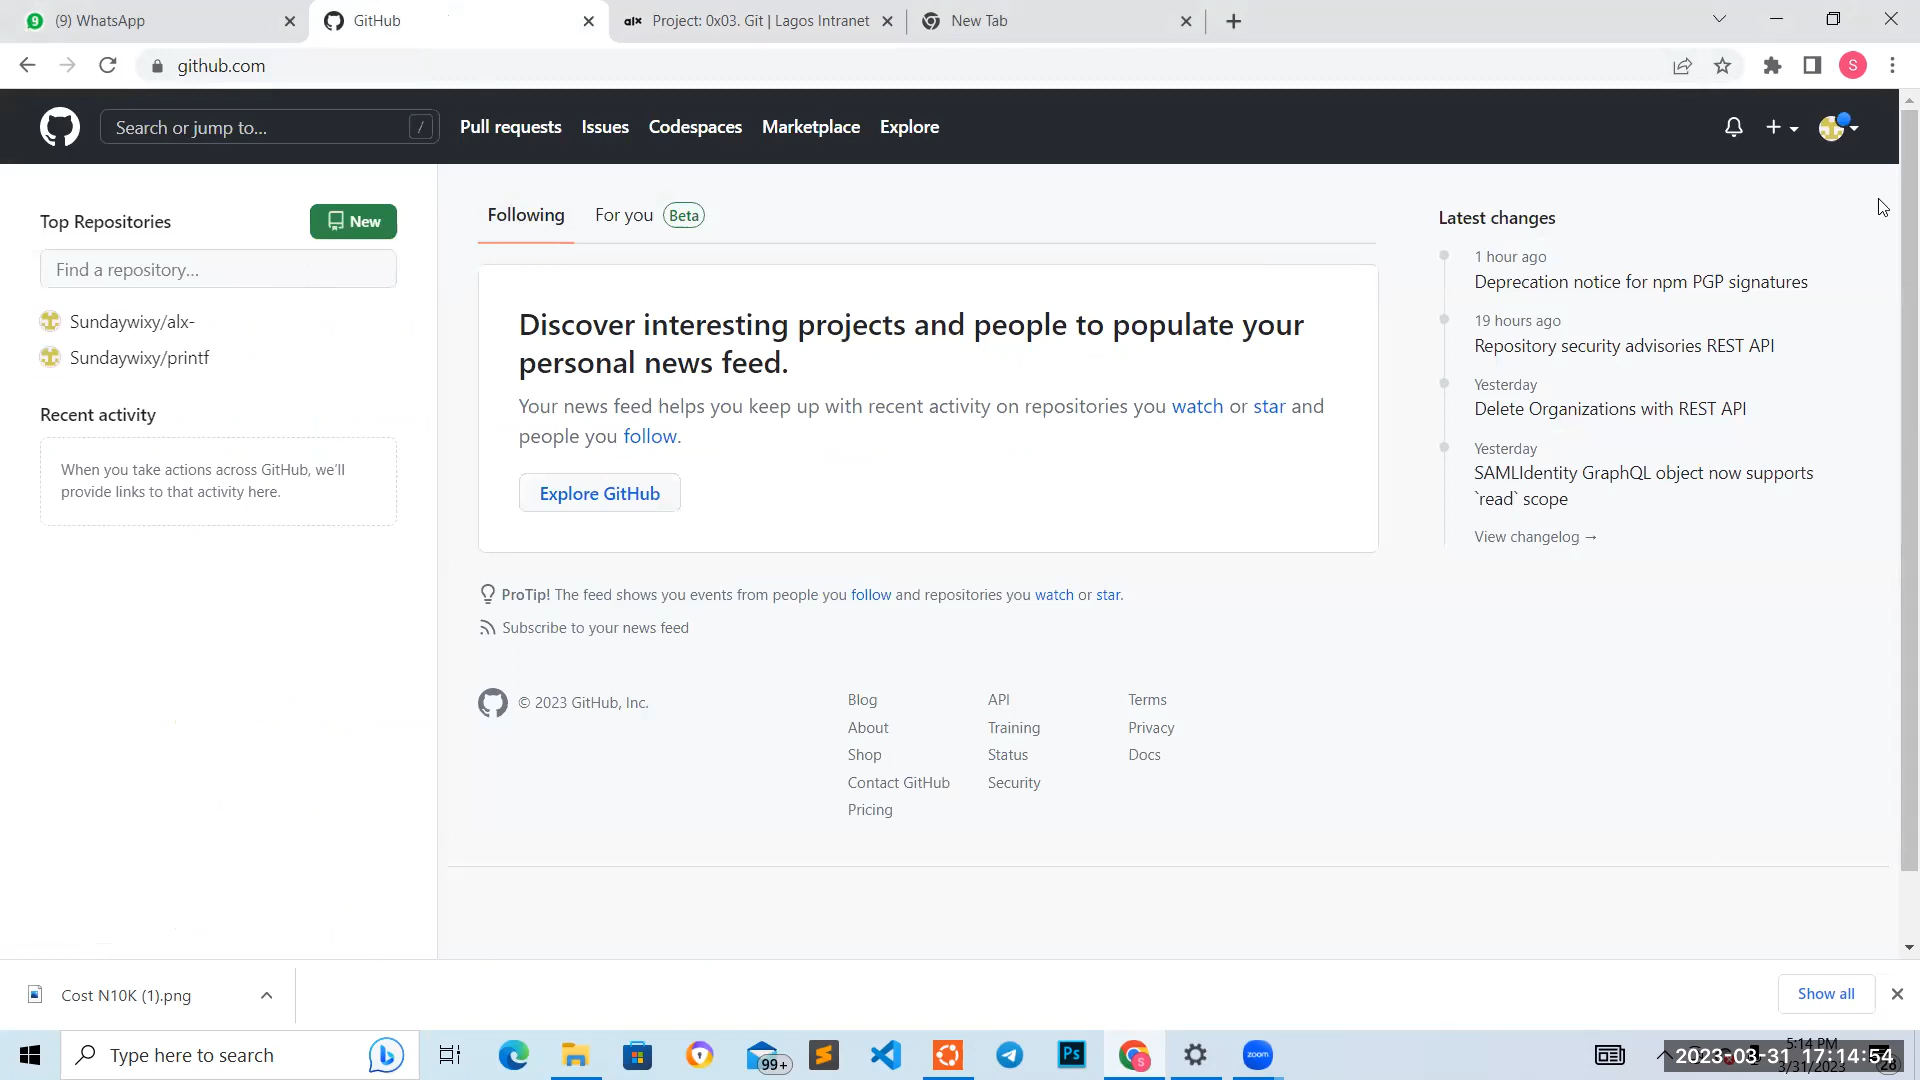 (9) WhatsApp
GitHub
Project: 0x03. Git | Lagos Intranet
New Tab
github.com
S
Search or jump to...
/
Pull requests
Issues
Codespaces
Marketplace
Explore
Top Repositories
New
Find a repository...
Sundaywixy/alx-
Sundaywixy/printf
Recent activity
When you take actions across GitHub, we'll
provide links to that activity here.
Following
For you
Beta
Discover interesting projects and people to populate your
personal news feed.
Your news feed helps you keep up with recent activity on repositories you watch or star and
people you follow.
Explore GitHub
ProTip! The feed shows you events from people you follow and repositories you watch or star.
Subscribe to your news feed
Latest changes
1 hour ago
Deprecation notice for npm PGP signatures
19 hours ago
Repository security advisories REST API
Yesterday
Delete Organizations with REST API
Yesterday
SAMLIdentity GraphQL object now supports
`read` scope
View changelog →
© 2023 GitHub, Inc.
Blog
About
Shop
Contact GitHub
Pricing
API
Training
Status
Security
Terms
Privacy
Docs
Cost N10K (1).png
Show all
Type here to search
99+
Ps
zoom
5:14 PM
2023-03-31 17:14:54
3/31/2023
28